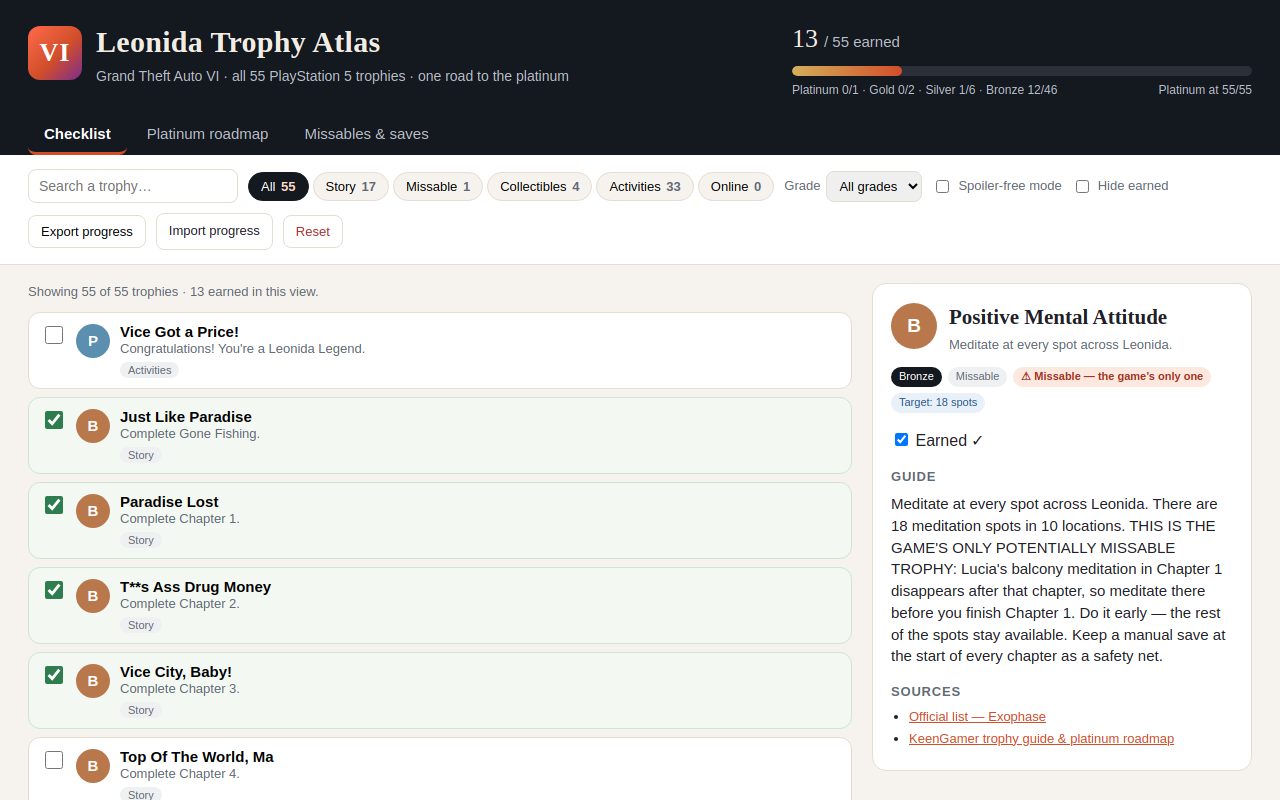 VI
Leonida Trophy Atlas
Grand Theft Auto VI · all 55 PlayStation 5 trophies · one road to the platinum
13 / 55 earned
Platinum 0/1 · Gold 0/2 · Silver 1/6 · Bronze 12/46
Platinum at 55/55
Checklist
Platinum roadmap
Missables & saves
Search a trophy…
All 55
Story 17
Missable 1
Collectibles 4
Activities 33
Online 0
Grade
All grades
Spoiler-free mode
Hide earned
Export progress
Import progress
Reset
Showing 55 of 55 trophies · 13 earned in this view.
P
Vice Got a Price!
Congratulations! You're a Leonida Legend.
Activities
B
Just Like Paradise
Complete Gone Fishing.
Story
B
Paradise Lost
Complete Chapter 1.
Story
B
T**s Ass Drug Money
Complete Chapter 2.
Story
B
Vice City, Baby!
Complete Chapter 3.
Story
B
Top Of The World, Ma
Complete Chapter 4.
Story
B
Positive Mental Attitude
Meditate at every spot across Leonida.
Bronze
Missable
⚠ Missable — the game's only one
Target: 18 spots
Earned ✓
GUIDE
Meditate at every spot across Leonida. There are
18 meditation spots in 10 locations. THIS IS THE
GAME'S ONLY POTENTIALLY MISSABLE
TROPHY: Lucia's balcony meditation in Chapter 1
disappears after that chapter, so meditate there
before you finish Chapter 1. Do it early — the rest
of the spots stay available. Keep a manual save at
the start of every chapter as a safety net.
SOURCES
Official list — Exophase
KeenGamer trophy guide & platinum roadmap